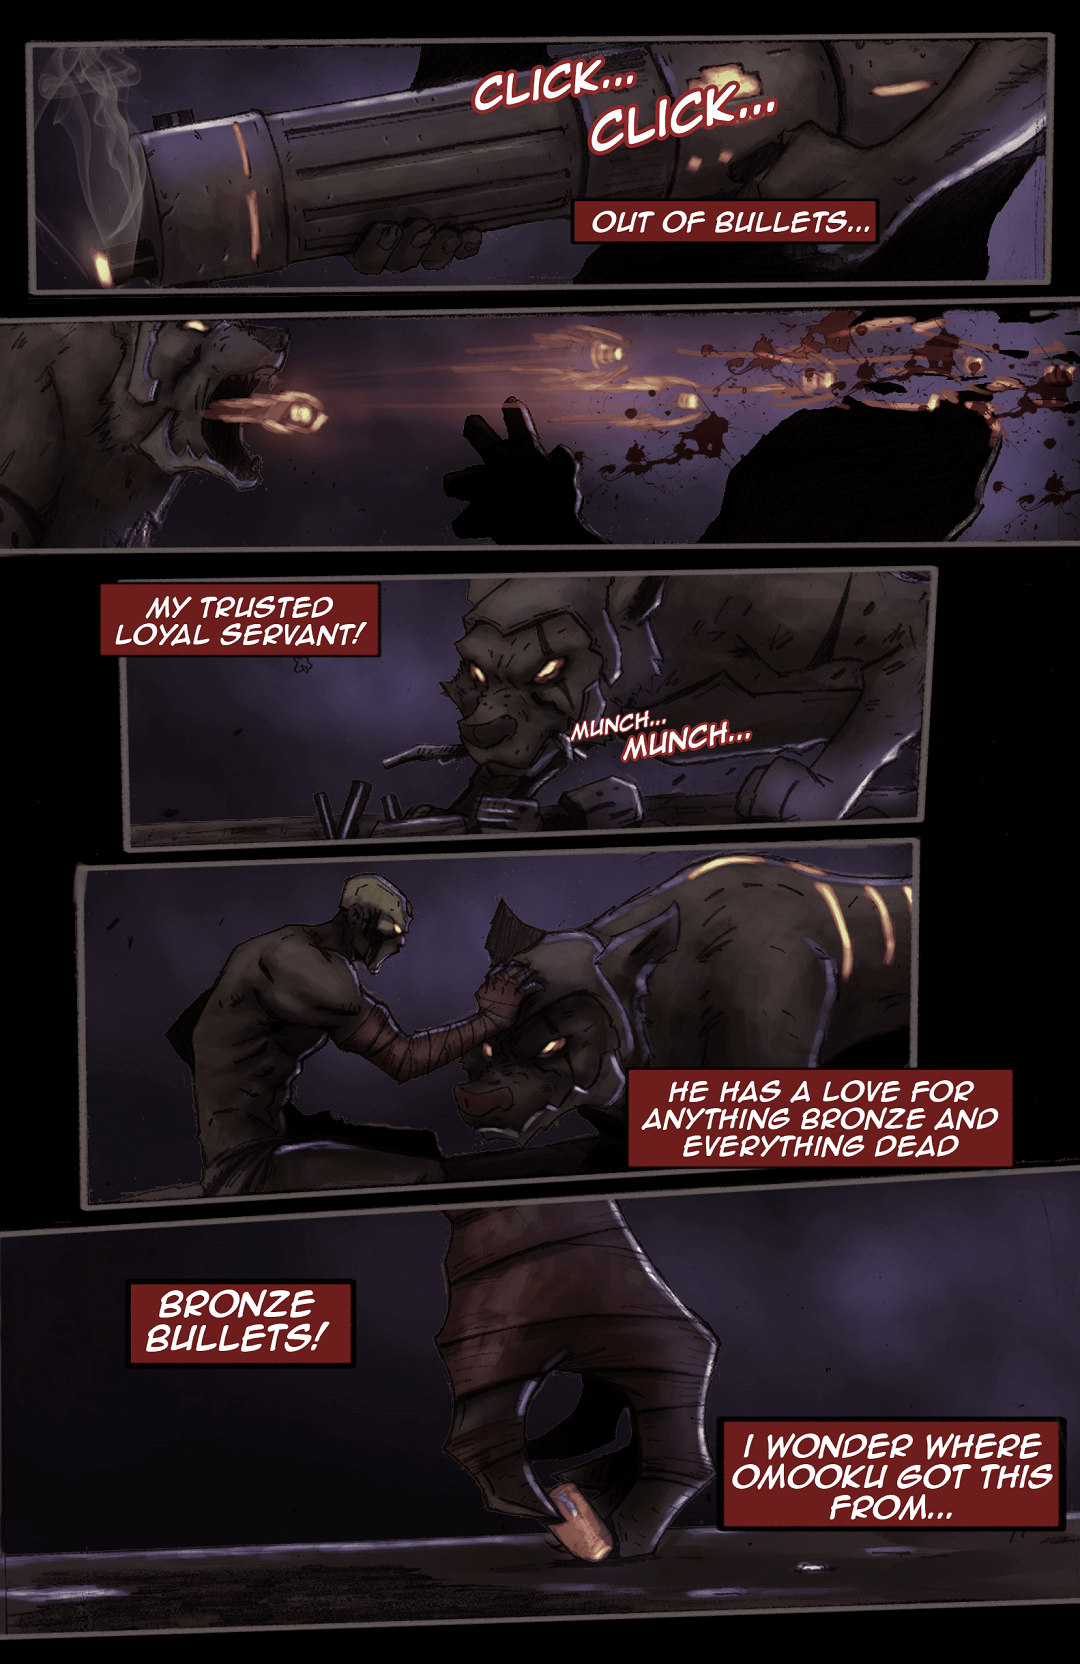 CLICK...
CLICK...
OUT OF BULLETS...
MY TRUSTED
LOYAL SERVANT!
MUNCH...
MUNCH...
HE HAS A LOVE FOR
ANYTHING BRONZE AND
EVERYTHING DEAD
BRONZE
BULLETS!
I WONDER WHERE
OMOOKU GOT THIS
FROM...